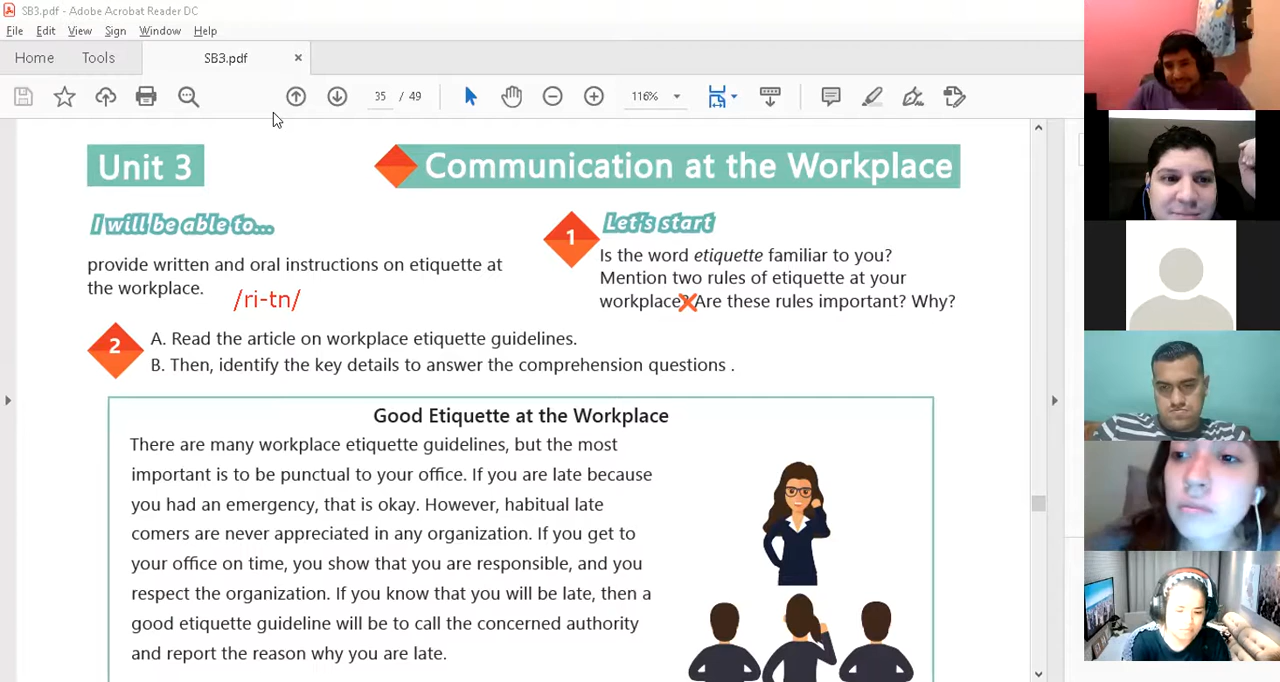 SB3.pdf - Adobe Acrobat Reader DC
File Edit View Sign Window Help
Home Tools SB3.pdf ×
35 / 49 116%
Unit 3
Communication at the Workplace
I will be able to...
provide written and oral instructions on etiquette at
the workplace.
/ri-tn/
1
Let's start
Is the word etiquette familiar to you?
Mention two rules of etiquette at your
workplace? Are these rules important? Why?
2
A. Read the article on workplace etiquette guidelines.
B. Then, identify the key details to answer the comprehension questions .
Good Etiquette at the Workplace
There are many workplace etiquette guidelines, but the most
important is to be punctual to your office. If you are late because
you had an emergency, that is okay. However, habitual late
comers are never appreciated in any organization. If you get to
your office on time, you show that you are responsible, and you
respect the organization. If you know that you will be late, then a
good etiquette guideline will be to call the concerned authority
and report the reason why you are late.